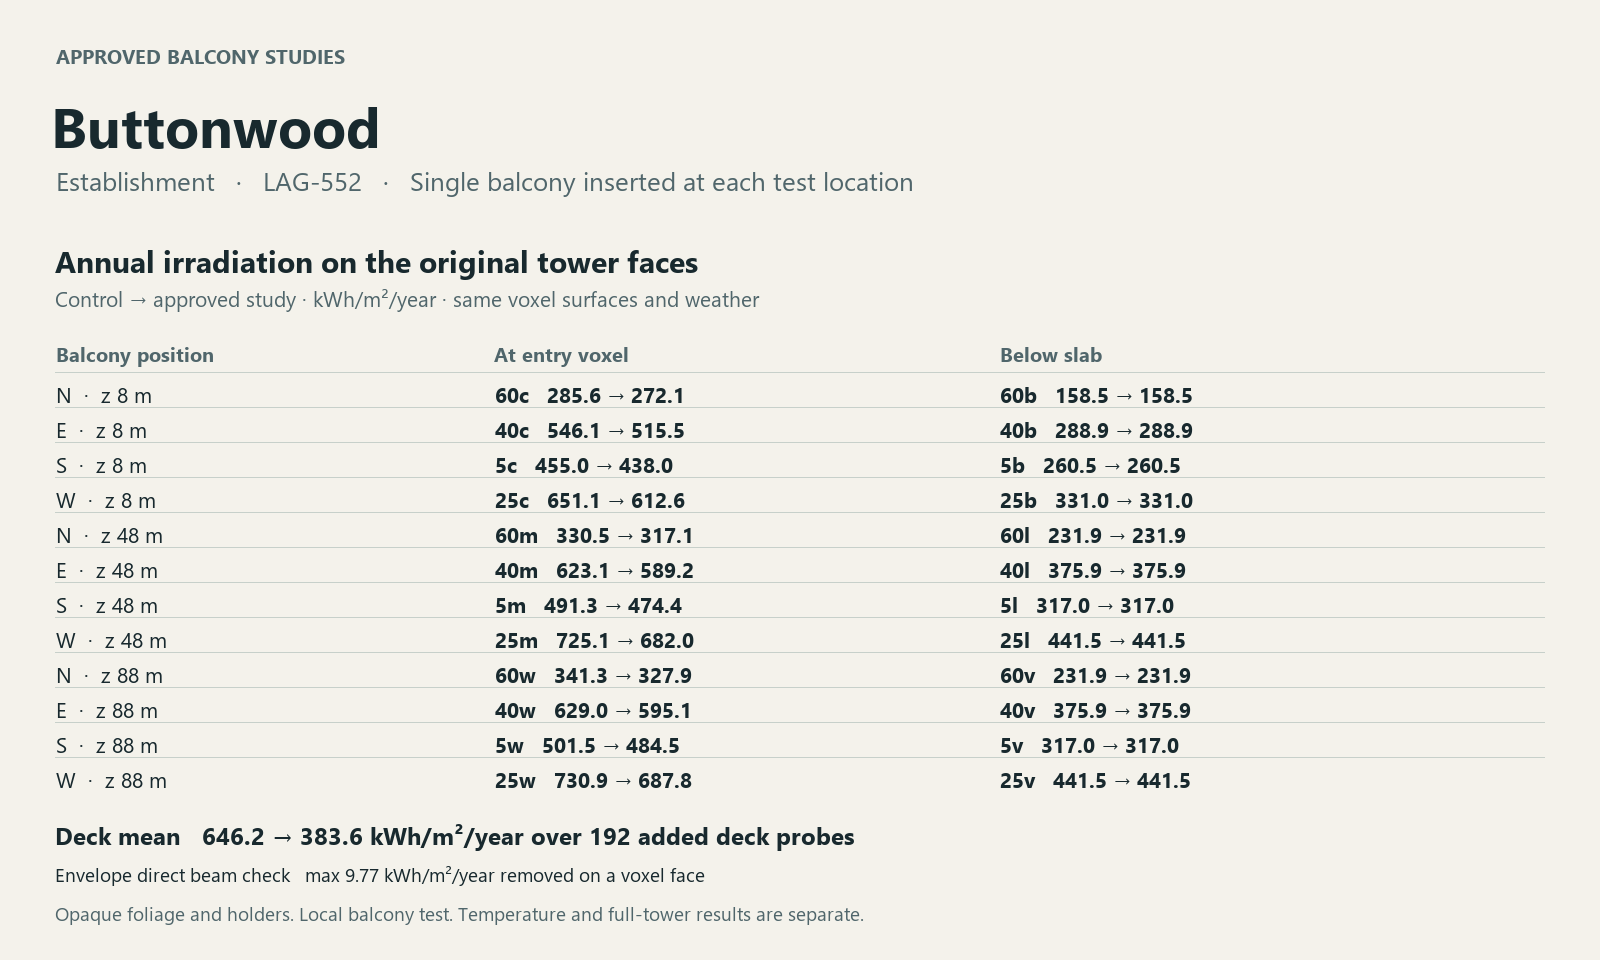 APPROVED BALCONY STUDIES
Buttonwood
Establishment · LAG-552 · Single balcony inserted at each test location
Annual irradiation on the original tower faces
Control → approved study · kWh/m²/year · same voxel surfaces and weather
Balcony position At entry voxel Below slab
N · z 8 m 60c 285.6 → 272.1 60b 158.5 → 158.5
E · z 8 m 40c 546.1 → 515.5 40b 288.9 → 288.9
S · z 8 m 5c 455.0 → 438.0 5b 260.5 → 260.5
W · z 8 m 25c 651.1 → 612.6 25b 331.0 → 331.0
N · z 48 m 60m 330.5 → 317.1 60l 231.9 → 231.9
E · z 48 m 40m 623.1 → 589.2 40l 375.9 → 375.9
S · z 48 m 5m 491.3 → 474.4 5l 317.0 → 317.0
W · z 48 m 25m 725.1 → 682.0 25l 441.5 → 441.5
N · z 88 m 60w 341.3 → 327.9 60v 231.9 → 231.9
E · z 88 m 40w 629.0 → 595.1 40v 375.9 → 375.9
S · z 88 m 5w 501.5 → 484.5 5v 317.0 → 317.0
W · z 88 m 25w 730.9 → 687.8 25v 441.5 → 441.5
Deck mean 646.2 → 383.6 kWh/m²/year over 192 added deck probes
Envelope direct beam check max 9.77 kWh/m²/year removed on a voxel face
Opaque foliage and holders. Local balcony test. Temperature and full-tower results are separate.